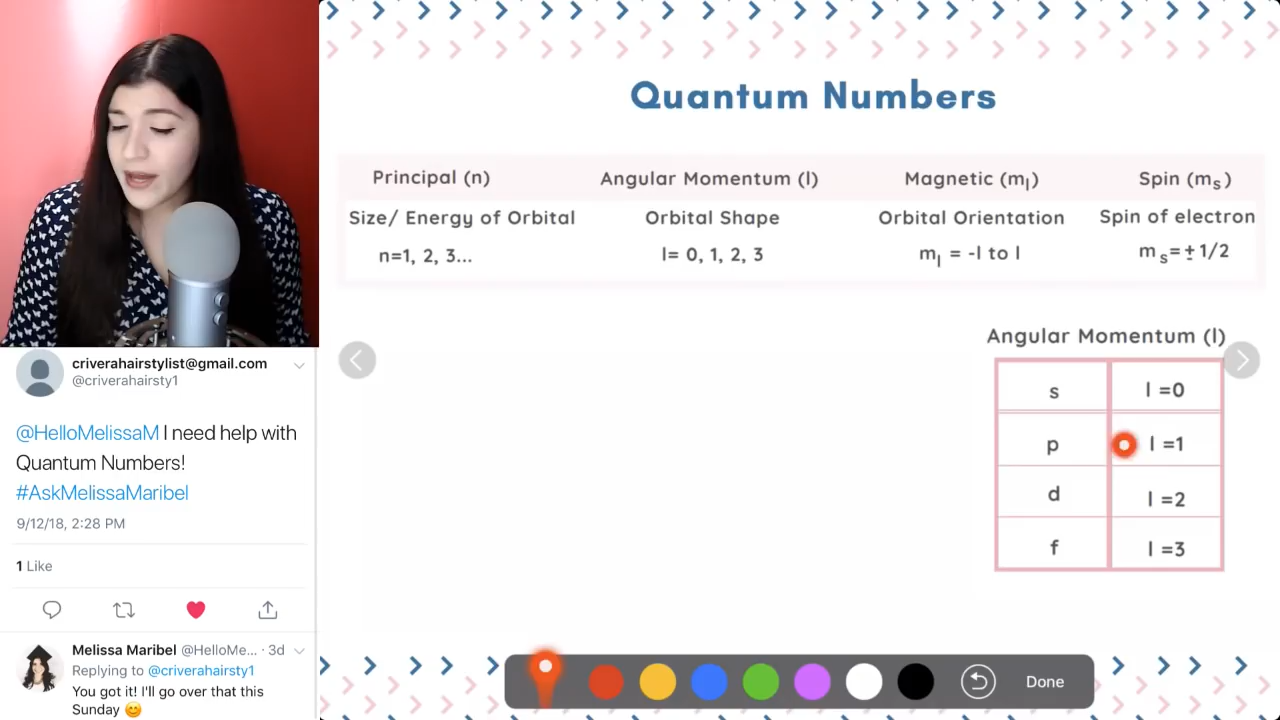 Quantum Numbers
Principal (n) Angular Momentum (l) Magnetic (ml) Spin (ms)
Size/ Energy of Orbital Orbital Shape Orbital Orientation Spin of electron
n=1, 2, 3... l= 0, 1, 2, 3 ml = -l to l ms=± 1/2
Angular Momentum (l)
s l =0
p l =1
d l =2
f l =3
criverahairstylist@gmail.com
@criverahairsty1
@HelloMelissaM I need help with
Quantum Numbers!
#AskMelissaMaribel
9/12/18, 2:28 PM
1 Like
Melissa Maribel @HelloMe... · 3d
Replying to @criverahairsty1
You got it! I'll go over that this
Sunday 😊
Done